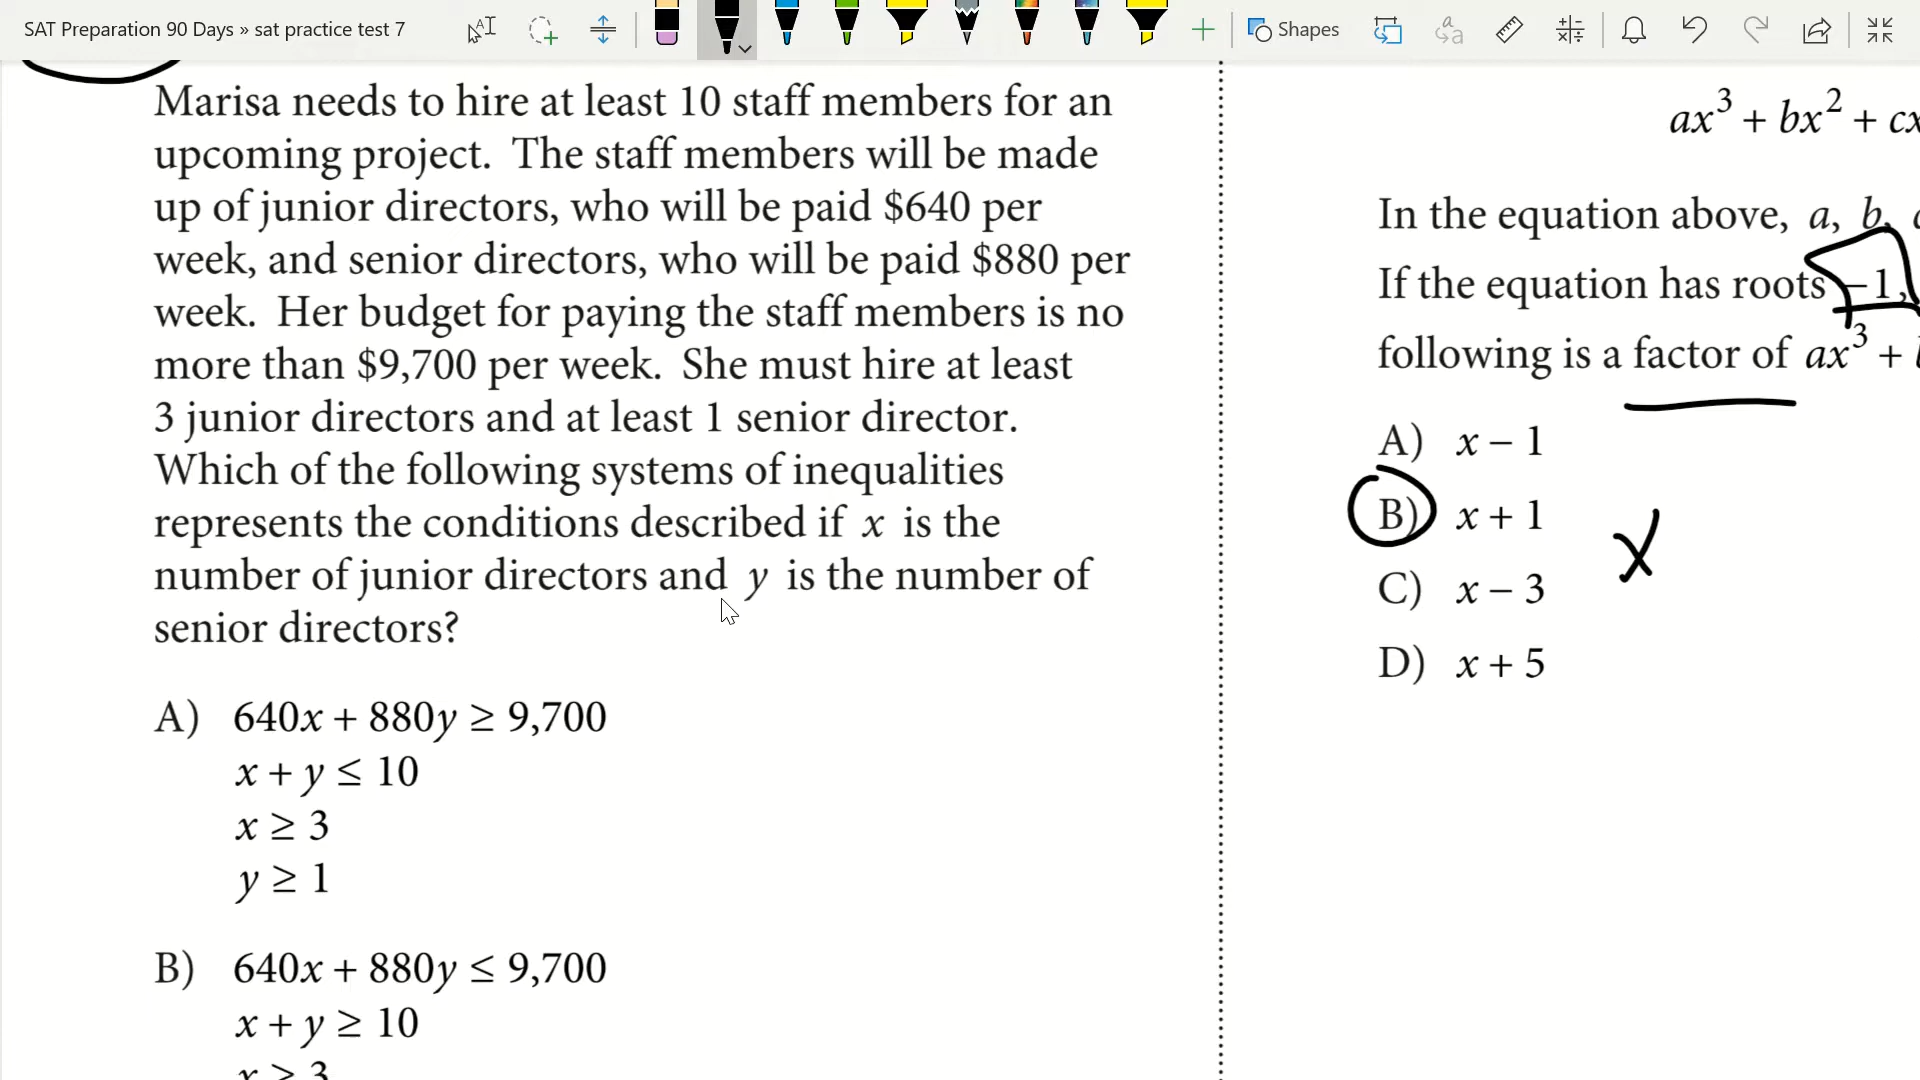 SAT Preparation 90 Days » sat practice test 7
Shapes
Marisa needs to hire at least 10 staff members for an
upcoming project. The staff members will be made
up of junior directors, who will be paid $640 per
week, and senior directors, who will be paid $880 per
week. Her budget for paying the staff members is no
more than $9,700 per week. She must hire at least
3 junior directors and at least 1 senior director.
Which of the following systems of inequalities
represents the conditions described if x is the
number of junior directors and y is the number of
senior directors?
A) 640x + 880y ≥ 9,700
x + y ≤ 10
x ≥ 3
y ≥ 1
B) 640x + 880y ≤ 9,700
x + y ≥ 10
x ≥ 3
ax³ + bx² + cx
In the equation above, a, b,
If the equation has roots −1,
following is a factor of ax³ +
A) x − 1
B) x + 1
C) x − 3
D) x + 5
x